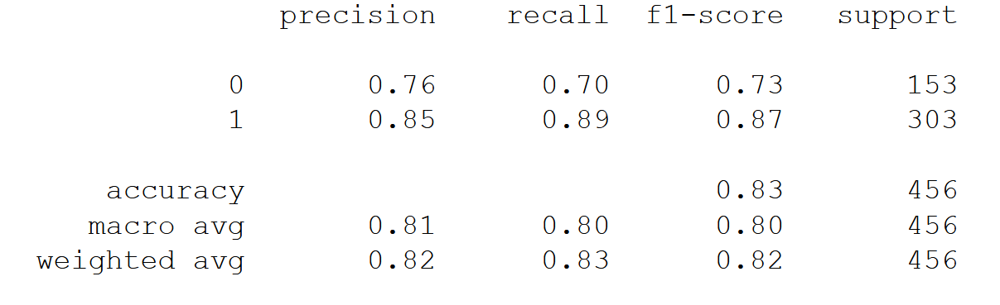 precision recall f1-score support
0 0.76 0.70 0.73 153
1 0.85 0.89 0.87 303
accuracy 0.83 456
macro avg 0.81 0.80 0.80 456
weighted avg 0.82 0.83 0.82 456